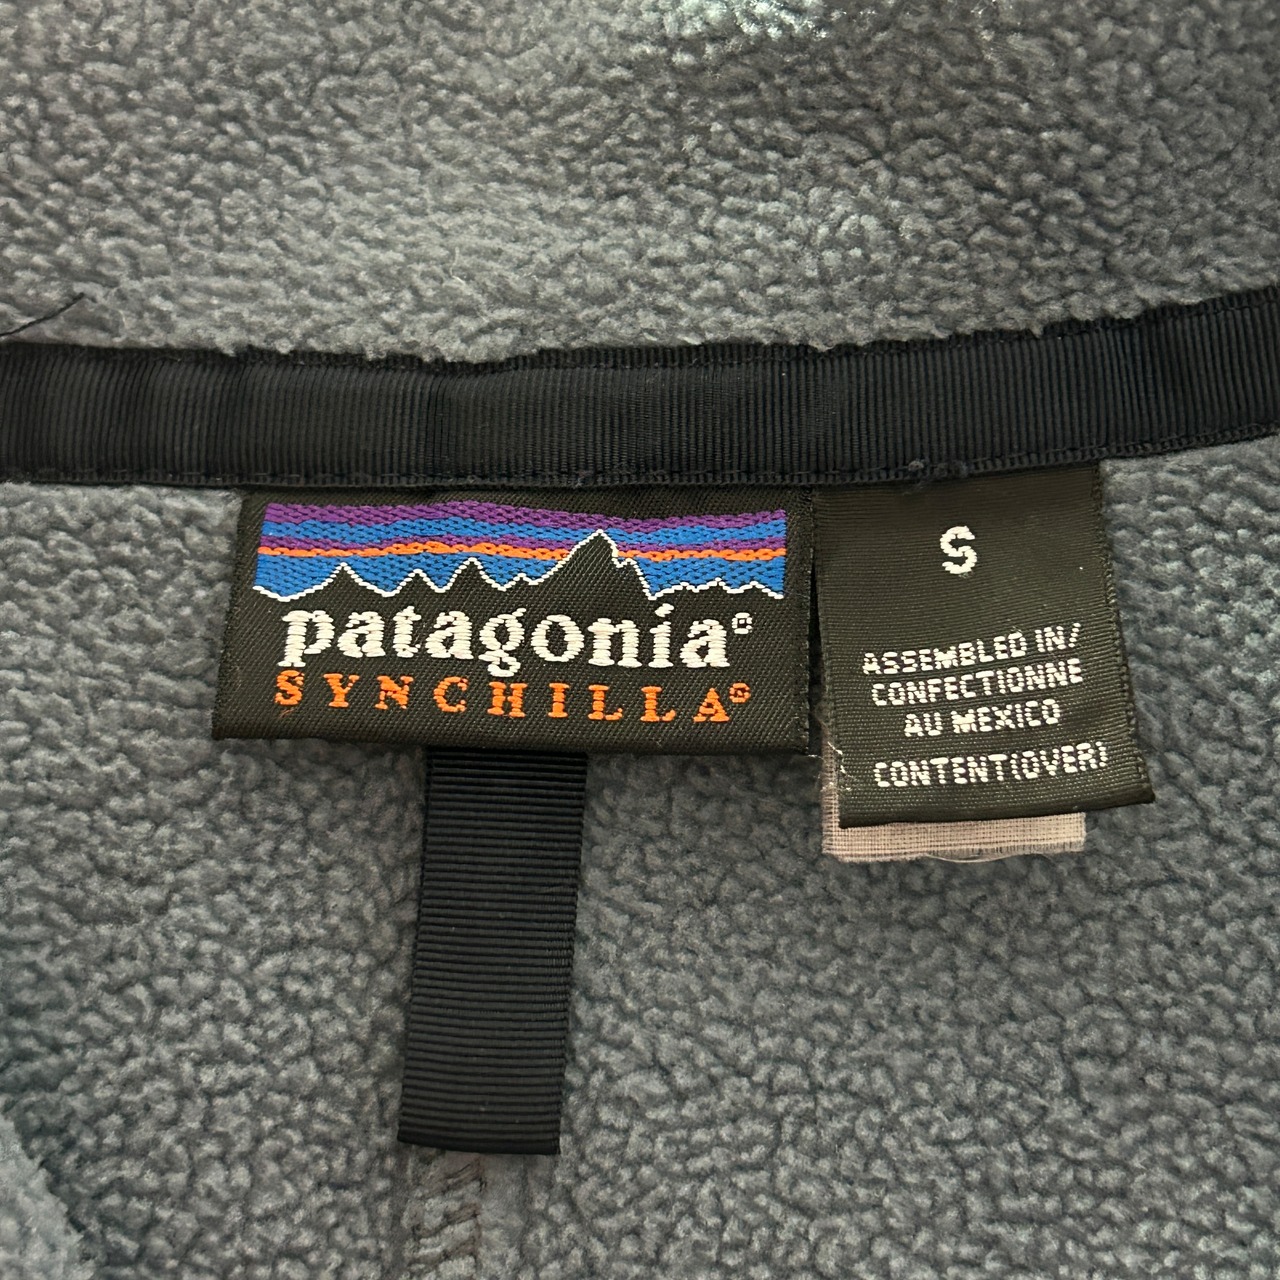 patagonia®
SYNCHILLA®
S
ASSEMBLED IN/
CONFECTIONNE
AU MEXICO
CONTENT(OVER)